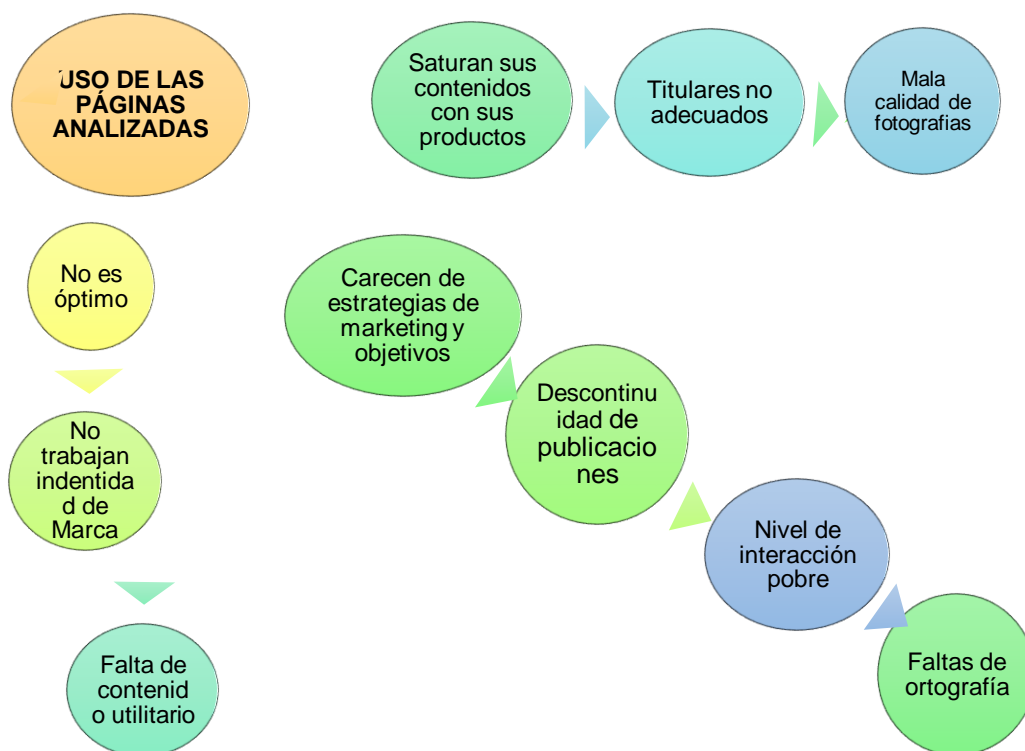 USO DE LAS
PÁGINAS
ANALIZADAS
Saturan sus
contenidos
con sus
productos
Titulares no
adecuados
Mala
calidad de
fotografias
No es
óptimo
No
trabajan
indentida
d de
Marca
Falta de
contenid
o utilitario
Carecen de
estrategias de
marketing y
objetivos
Descontinu
idad de
publicacio
nes
Nivel de
interacción
pobre
Faltas de
ortografía